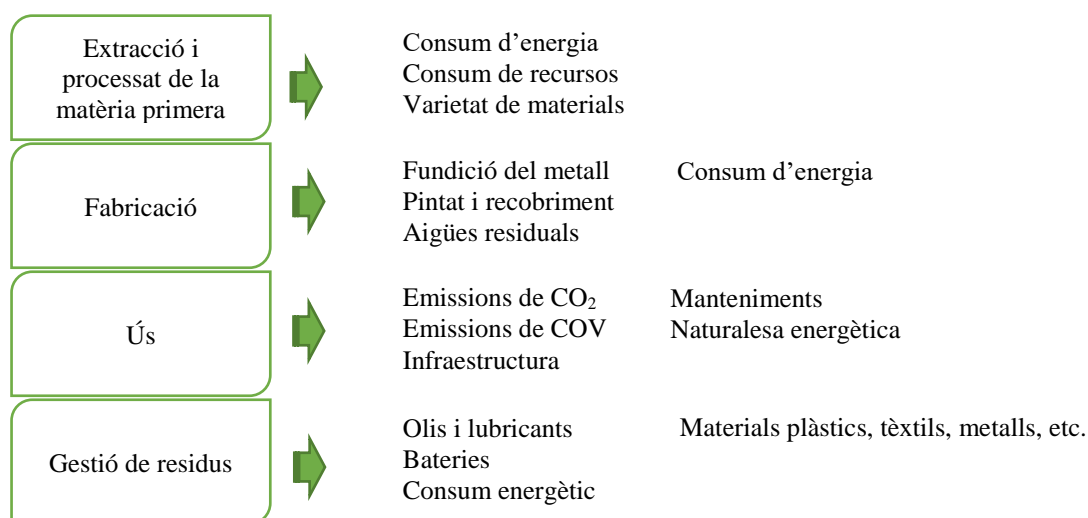 Extracció i
processat de la
matèria primera
Consum d’energia
Consum de recursos
Varietat de materials
Fabricació
Fundició del metall
Pintat i recobriment
Aigües residuals
Consum d’energia
Ús
Emissions de CO₂
Emissions de COV
Infraestructura
Manteniments
Naturalesa energètica
Gestió de residus
Olis i lubricants
Bateries
Consum energètic
Materials plàstics, tèxtils, metalls, etc.